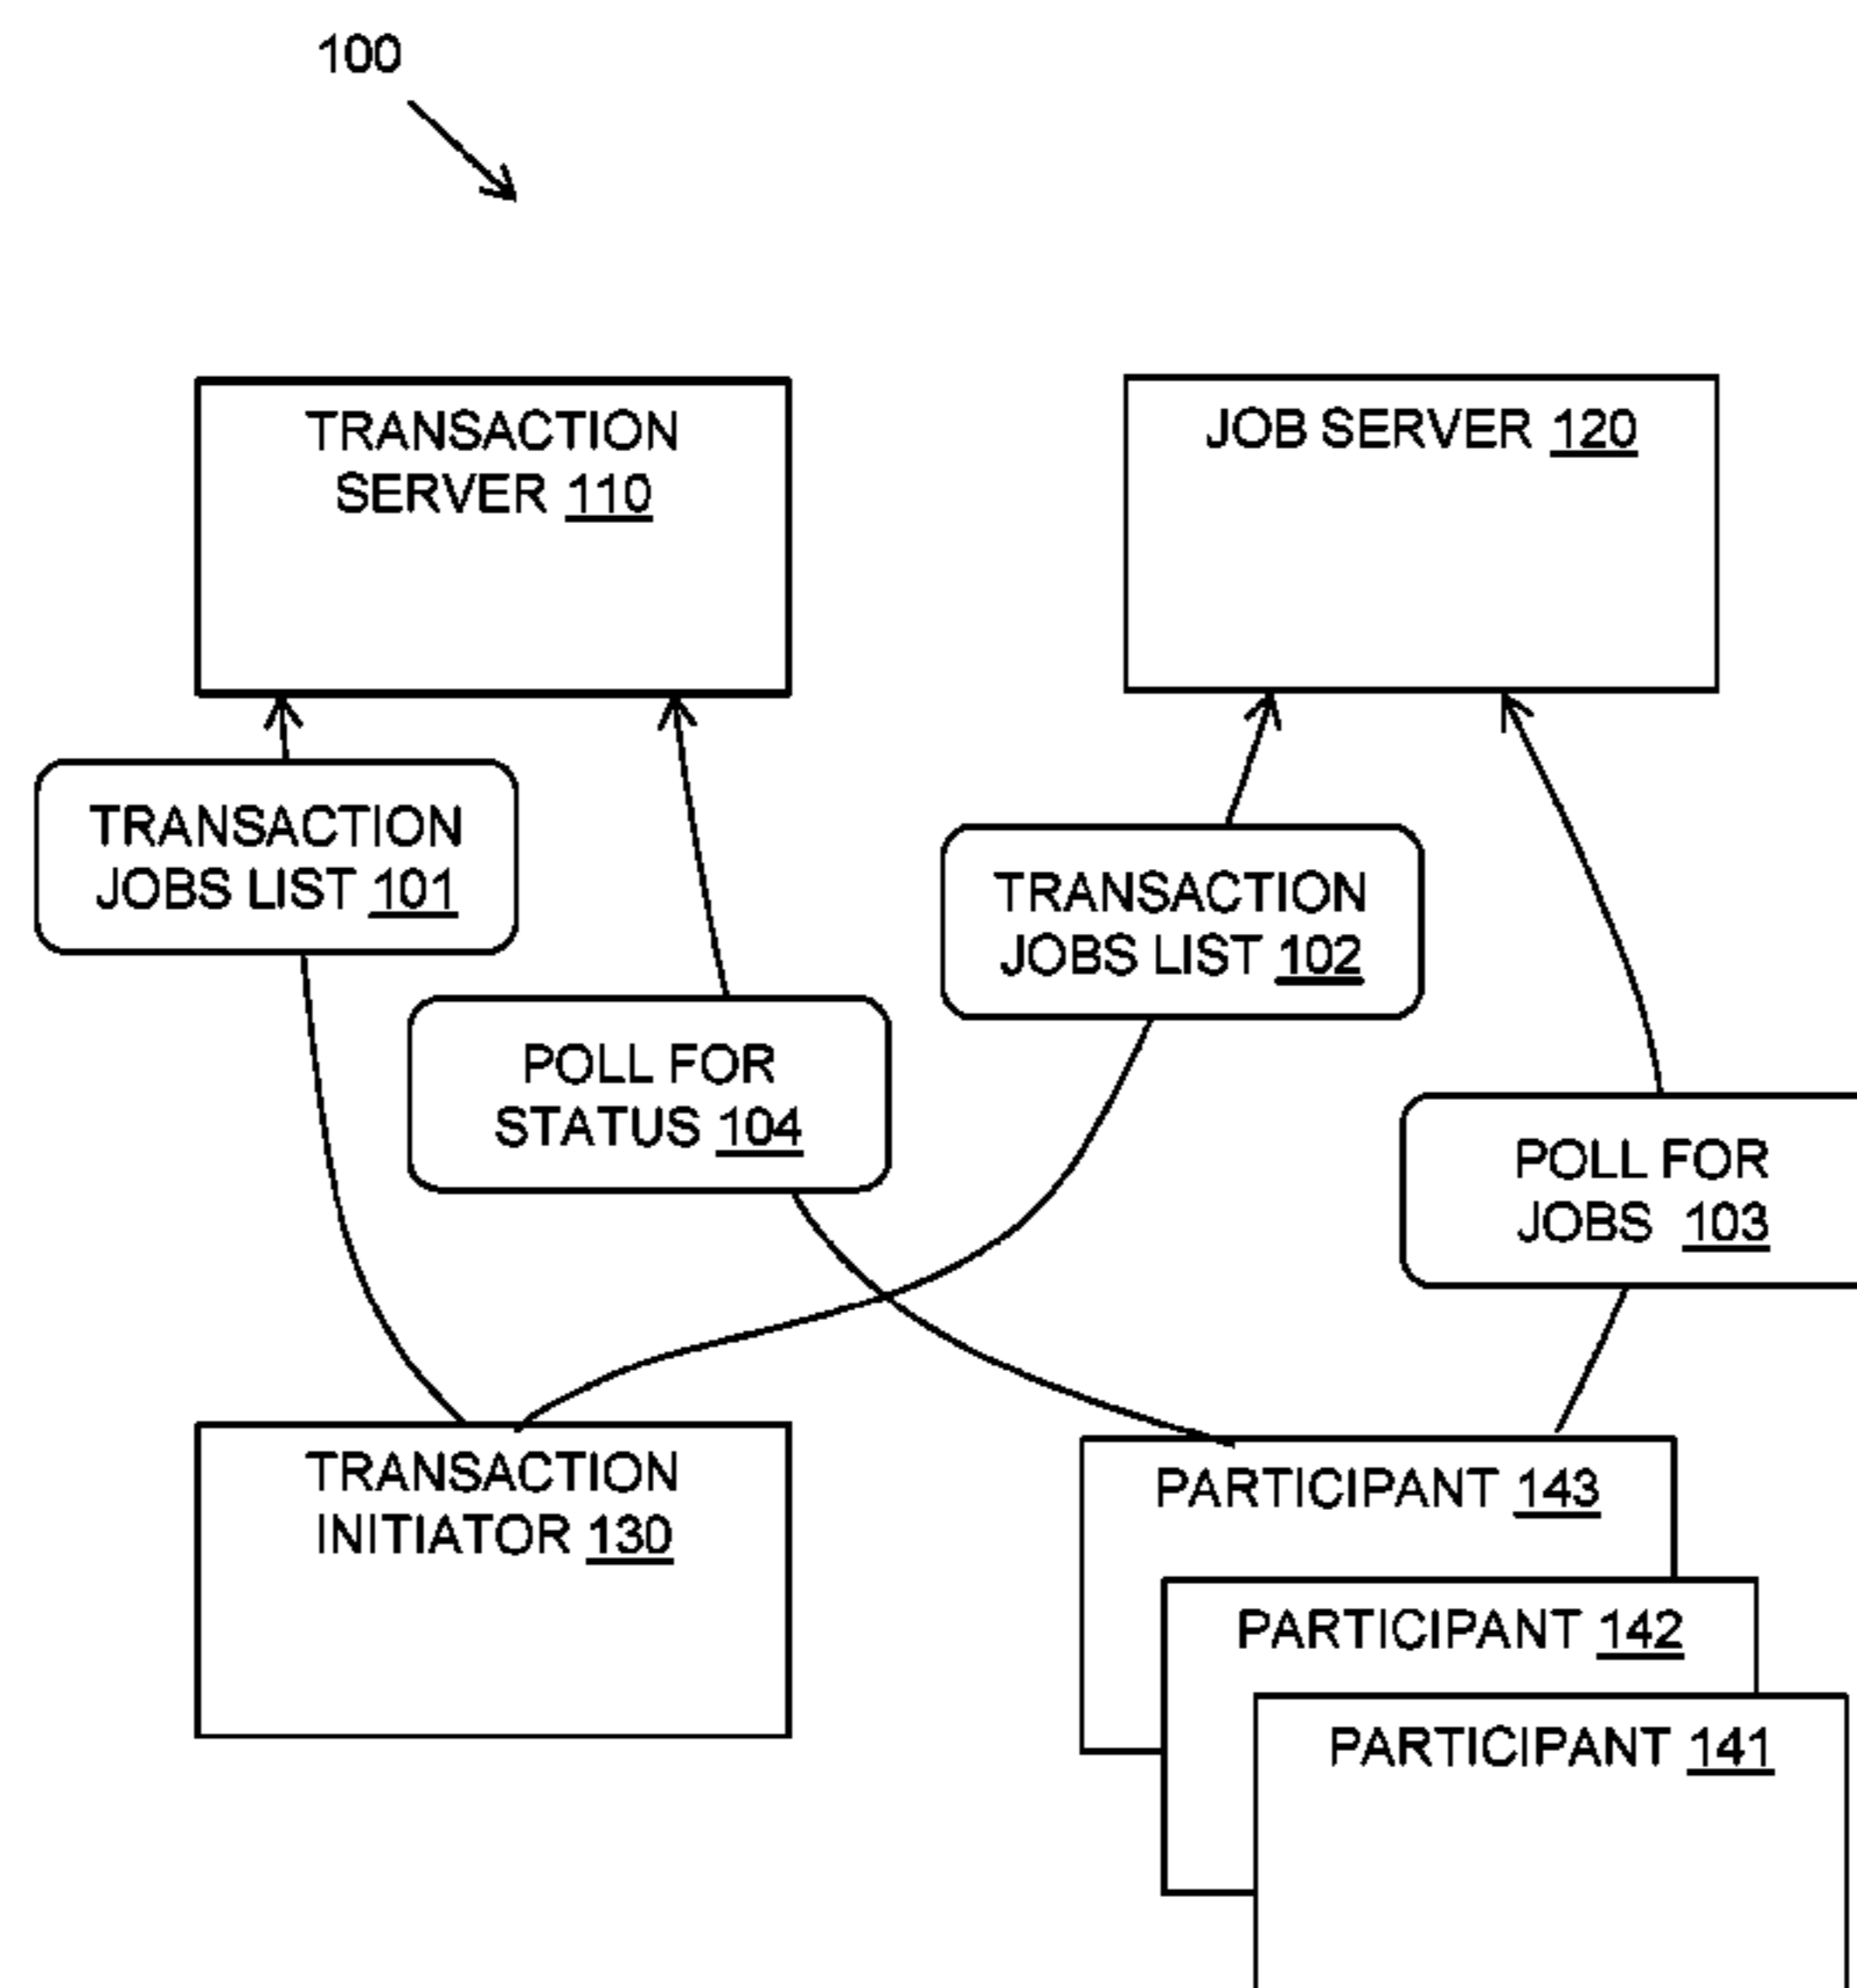 100
TRANSACTION
SERVER 110
JOB SERVER 120
TRANSACTION
JOBS LIST 101
TRANSACTION
JOBS LIST 102
POLL FOR
STATUS 104
POLL FOR
JOBS 103
TRANSACTION
INITIATOR 130
PARTICIPANT 143
PARTICIPANT 142
PARTICIPANT 141